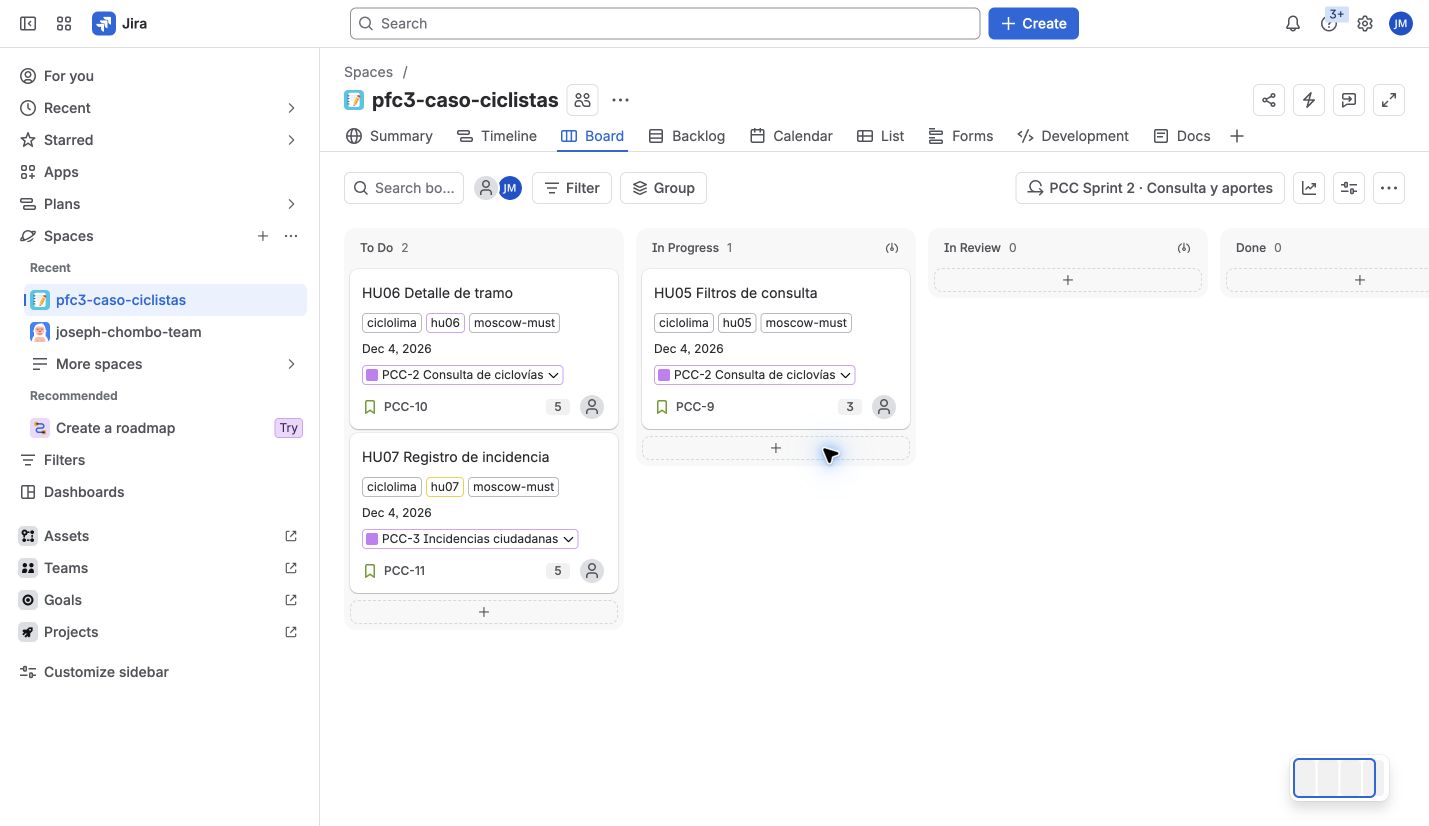 Jira
Search
Create
3+
JM
For you
Recent
Starred
Apps
Plans
Spaces
Recent
pfc3-caso-ciclistas
joseph-chombo-team
More spaces
Recommended
Create a roadmap Try
Filters
Dashboards
Assets
Teams
Goals
Projects
Customize sidebar
Spaces /
pfc3-caso-ciclistas
Summary Timeline Board Backlog Calendar List Forms Development Docs
Search bo... JM Filter Group PCC Sprint 2 · Consulta y aportes
To Do 2
HU06 Detalle de tramo
ciclolima hu06 moscow-must
Dec 4, 2026
PCC-2 Consulta de ciclovías
PCC-10 5
HU07 Registro de incidencia
ciclolima hu07 moscow-must
Dec 4, 2026
PCC-3 Incidencias ciudadanas
PCC-11 5
In Progress 1
HU05 Filtros de consulta
ciclolima hu05 moscow-must
Dec 4, 2026
PCC-2 Consulta de ciclovías
PCC-9 3
In Review 0
Done 0